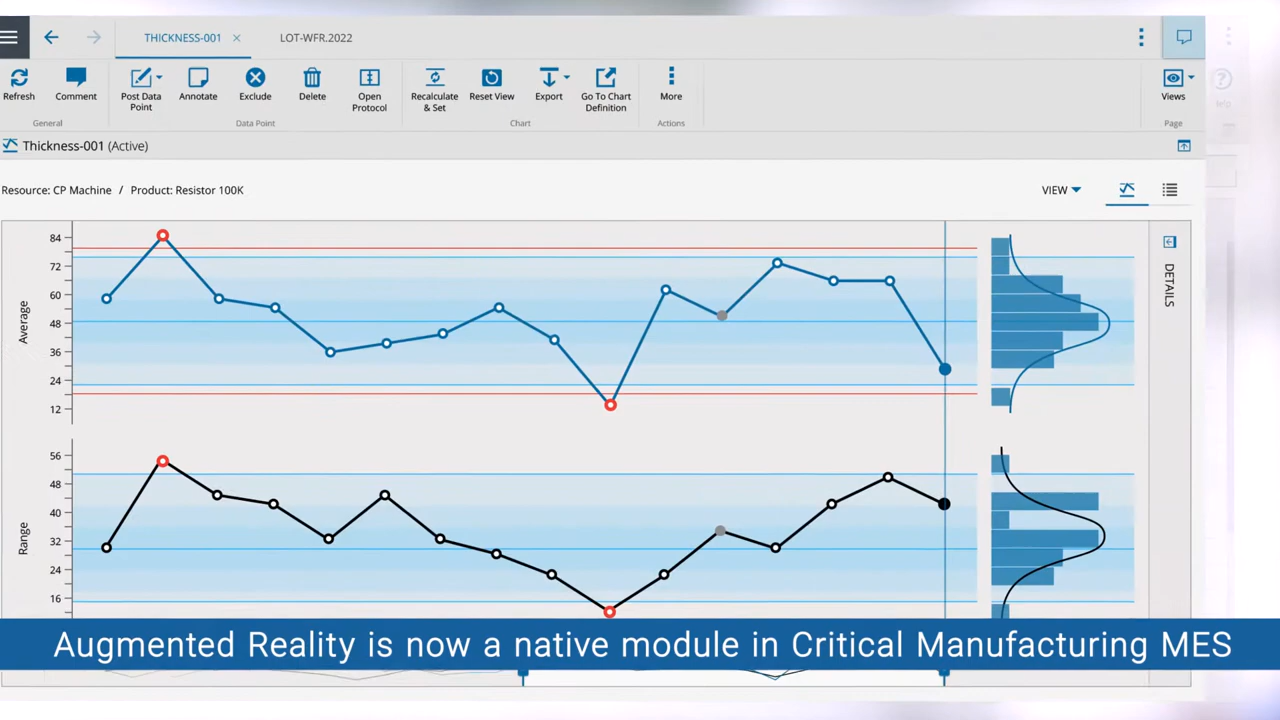 THICKNESS-001 ×
LOT-WFR.2022
Refresh
Comment
Post Data
Point
Annotate
Exclude
Delete
Open
Protocol
Recalculate
& Set
Reset View
Export
Go To Chart
Definition
More
Views
General
Data Point
Chart
Actions
Page
Thickness-001 (Active)
Resource: CP Machine / Product: Resistor 100K
VIEW
84
72
60
48
36
24
12
Average
DETAILS
56
48
40
32
24
16
Range
Augmented Reality is now a native module in Critical Manufacturing MES